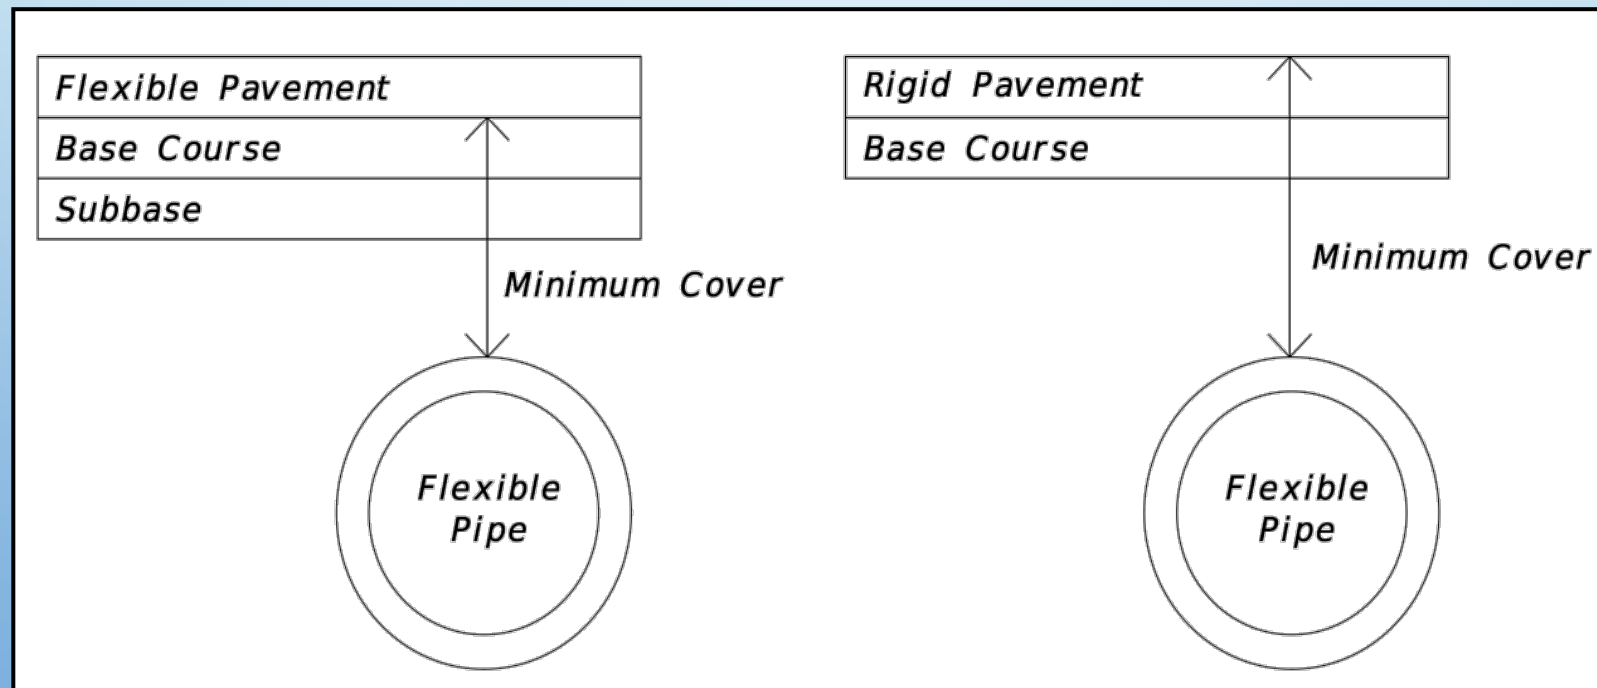 Flexible Pavement
Base Course
Subbase
Minimum Cover
Flexible
Pipe
Rigid Pavement
Base Course
Minimum Cover
Flexible
Pipe